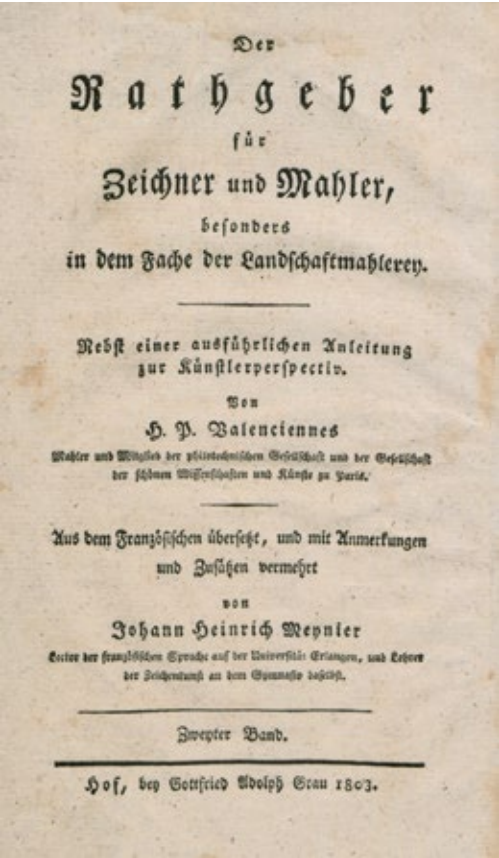 Der
Rathgeber
für
Zeichner und Mahler,
besonders
in dem Fache der Landschaftmahlerey.
Nebst einer ausführlichen Anleitung
zur Künstlerperspectiv.
Von
H. P. Valenciennes
Mahler und Mitglied der philotechnischen Gesellschaft und der Gesellschaft
der schönen Wissenschaften und Künste zu Paris.
Aus dem Französischen übersetzt, und mit Anmerkungen
und Zusätzen vermehrt
von
Johann Heinrich Meynier
Lector der französischen Sprache auf der Universität Erlangen, und Lehrer
der Zeichenkunst an dem Gymnasio daselbst.
Zweyter Band.
Hof, bey Gottfried Adolph Grau 1803.